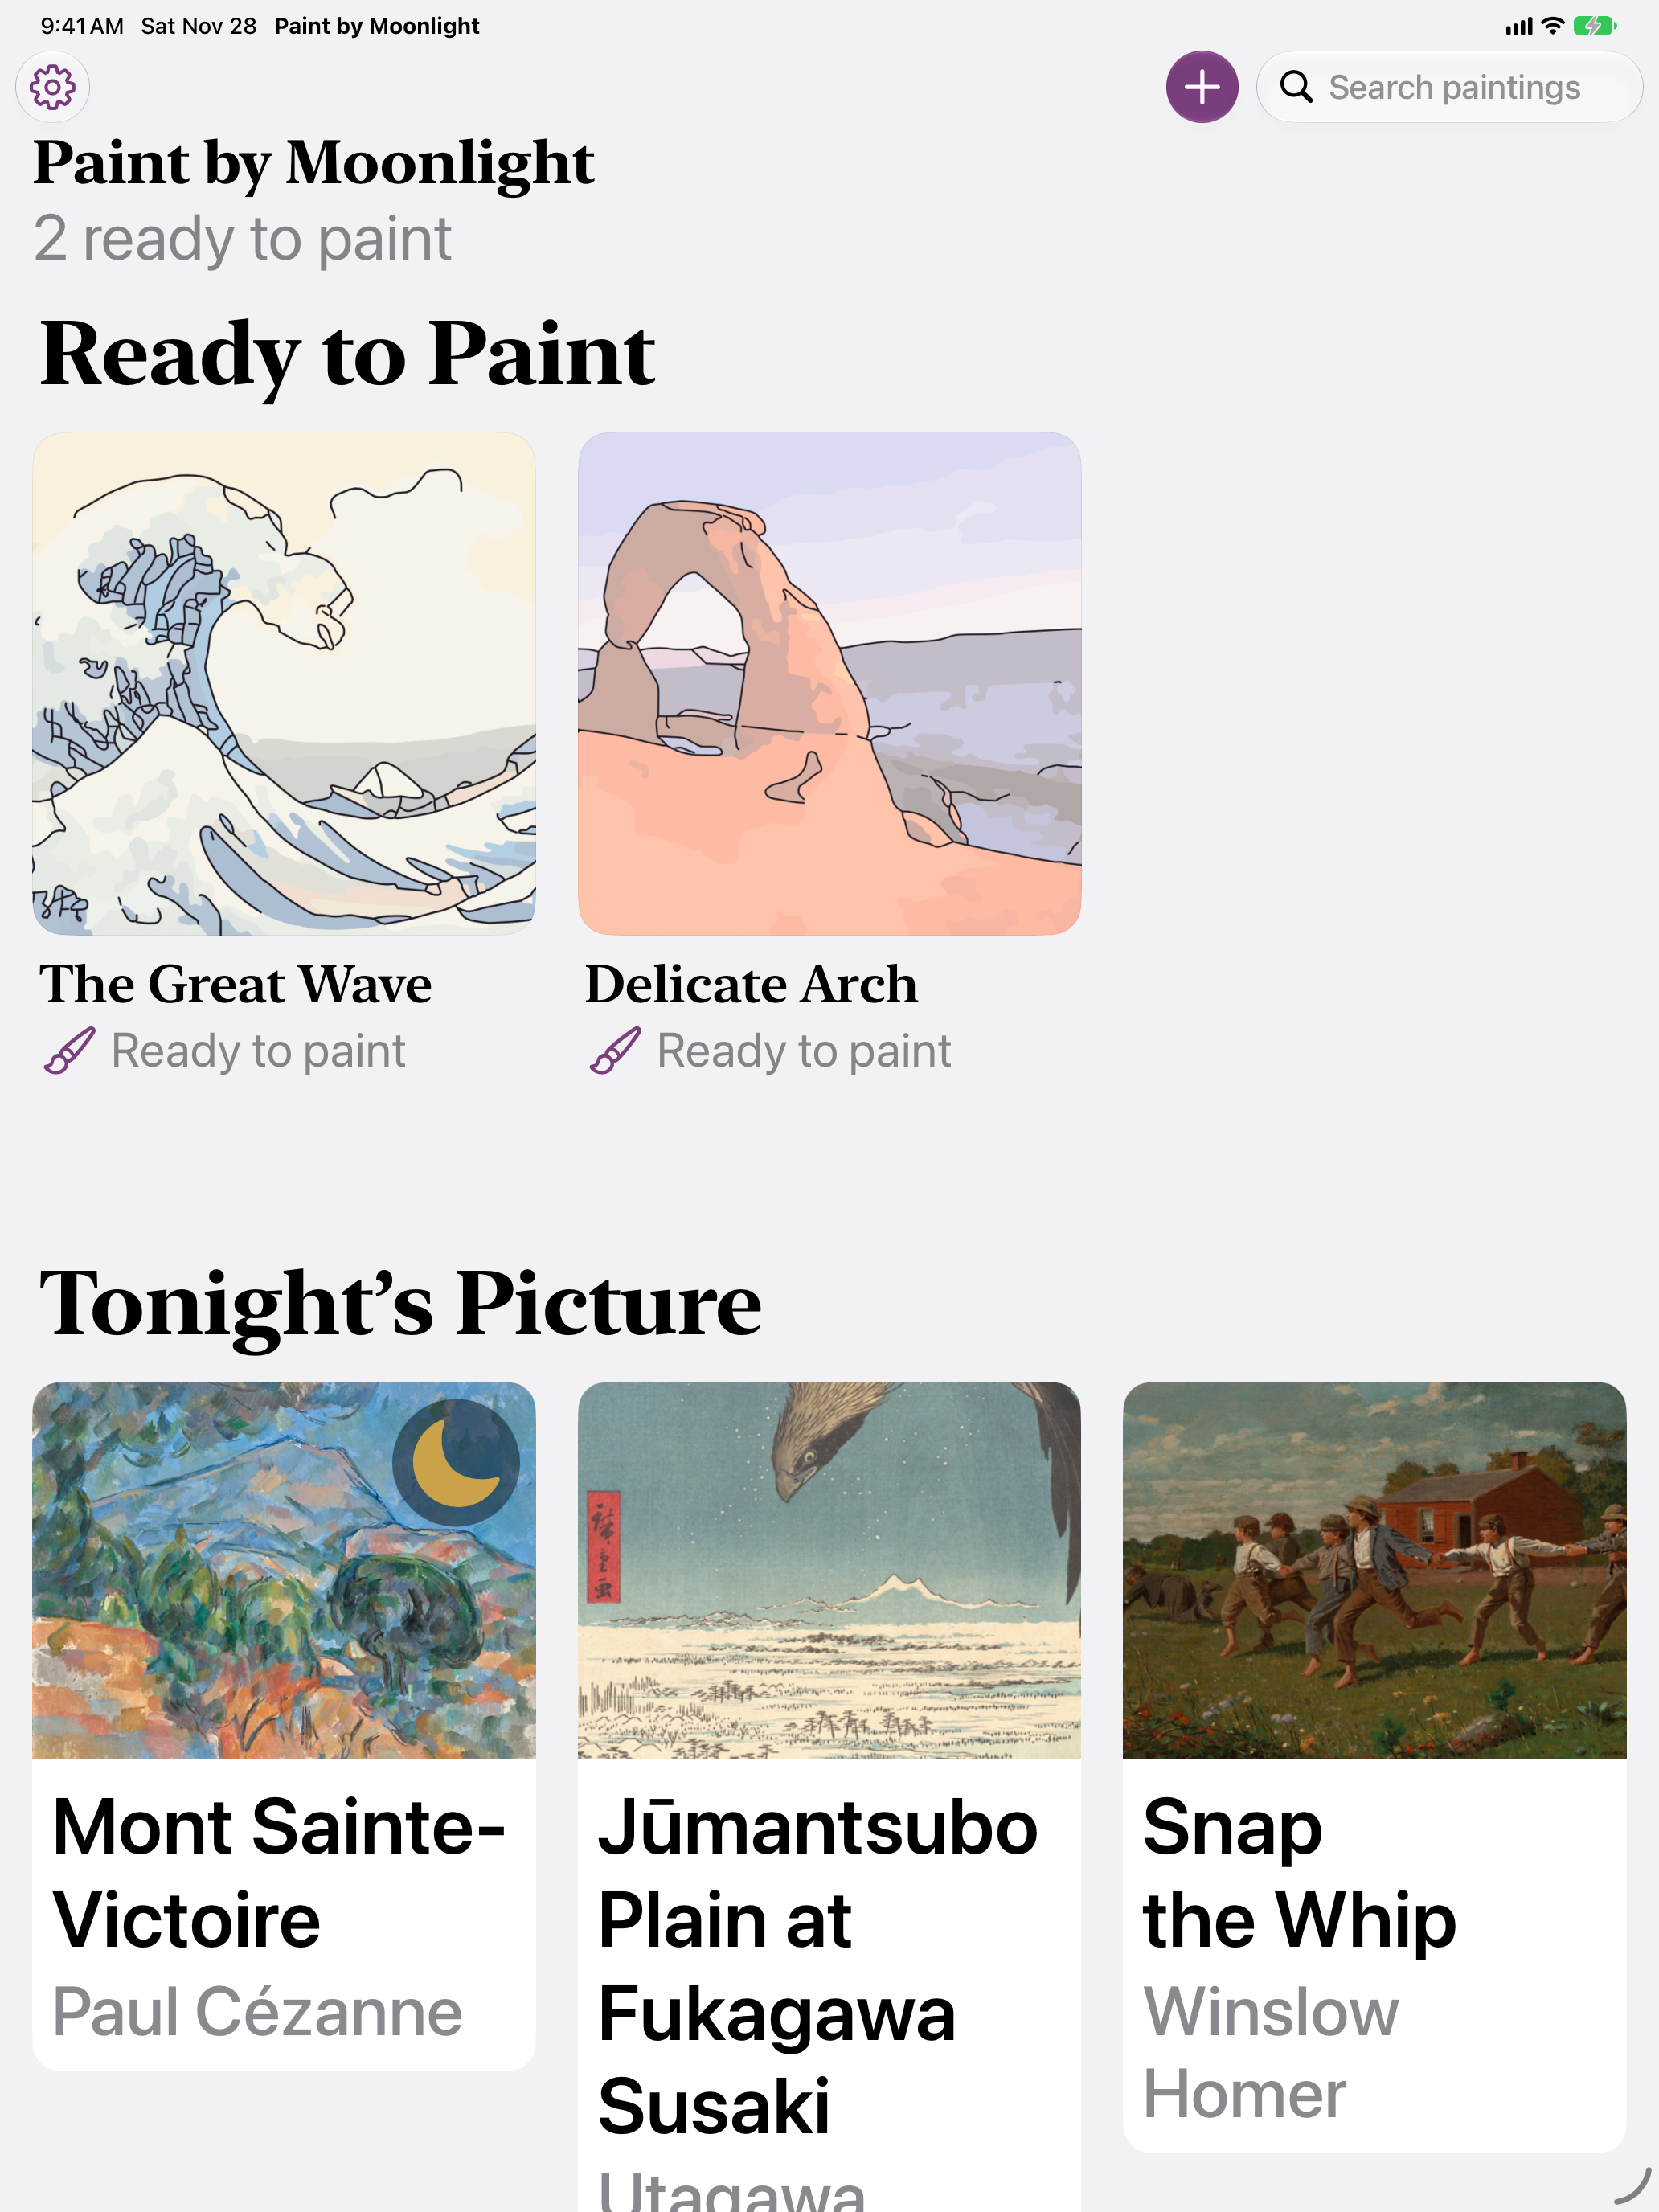 9:41 AM Sat Nov 28 Paint by Moonlight
Search paintings
Paint by Moonlight
2 ready to paint
Ready to Paint
The Great Wave
Ready to paint
Delicate Arch
Ready to paint
Tonight’s Picture
Mont Sainte-
Victoire
Paul Cézanne
Jūmantsubo
Plain at
Fukagawa
Susaki
Utagawa
Snap
the Whip
Winslow
Homer